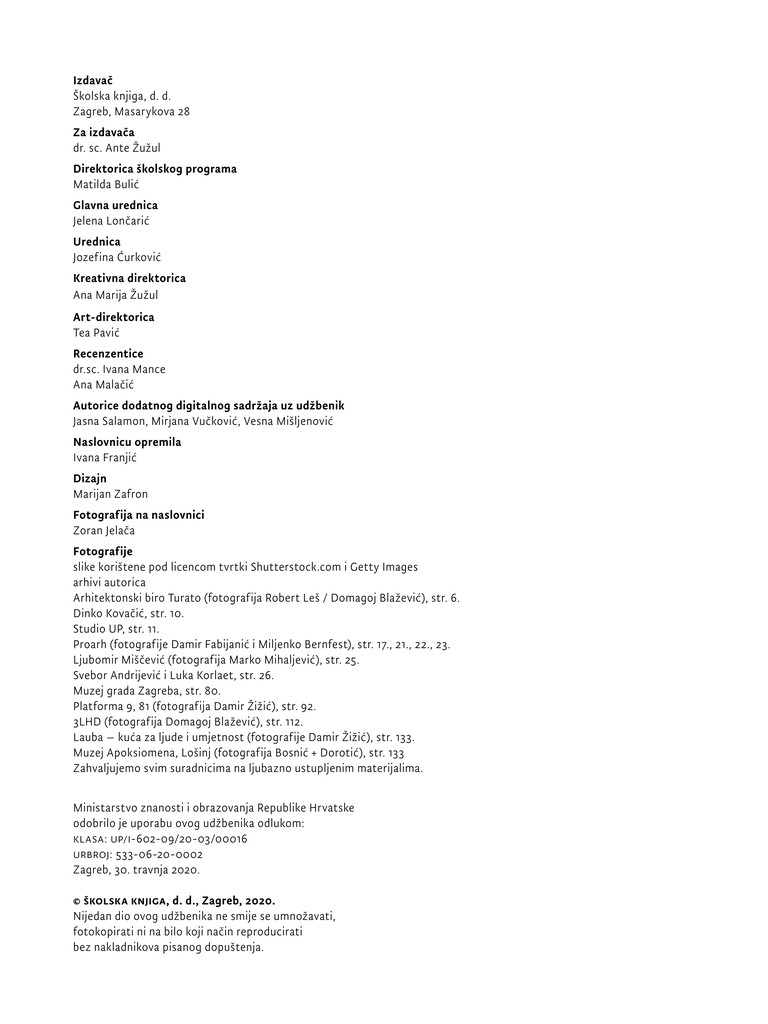 Izdavač
Školska knjiga, d. d.
Zagreb, Masarykova 28
Za izdavača
dr. sc. Ante Žužul
Direktorica školskog programa
Matilda Bulić
Glavna urednica
Jelena Lončarić
Urednica
Jozefina Ćurković
Kreativna direktorica
Ana Marija Žužul
Art-direktorica
Tea Pavić
Recenzentice
dr.sc. Ivana Mance
Ana Malačić
Autorice dodatnog digitalnog sadržaja uz udžbenik
Jasna Salamon, Mirjana Vučković, Vesna Mišljenović
Naslovnicu opremila
Ivana Franjić
Dizajn
Marijan Zafron
Fotografija na naslovnici
Zoran Jelača
Fotografije
slike korištene pod licencom tvrtki Shutterstock.com i Getty Images
arhivi autorica
Arhitektonski biro Turato (fotografija Robert Leš / Domagoj Blažević), str. 6.
Dinko Kovačić, str. 10.
Studio UP, str. 11.
Proarh (fotografije Damir Fabijanić i Miljenko Bernfest), str. 17., 21., 22., 23.
Ljubomir Miščević (fotografija Marko Mihaljević), str. 25.
Svebor Andrijević i Luka Korlaet, str. 26.
Muzej grada Zagreba, str. 80.
Platforma 9, 81 (fotografija Damir Žižić), str. 92.
3LHD (fotografija Domagoj Blažević), str. 112.
Lauba – kuća za ljude i umjetnost (fotografije Damir Žižić), str. 133.
Muzej Apoksiomena, Lošinj (fotografija Bosnić + Dorotić), str. 133
Zahvaljujemo svim suradnicima na ljubazno ustupljenim materijalima.
Ministarstvo znanosti i obrazovanja Republike Hrvatske
odobrilo je uporabu ovog udžbenika odlukom:
KLASA: UP/I-602-09/20-03/00016
URBROJ: 533-06-20-0002
Zagreb, 30. travnja 2020.
© ŠKOLSKA KNJIGA, d. d., Zagreb, 2020.
Nijedan dio ovog udžbenika ne smije se umnožavati,
fotokopirati ni na bilo koji način reproducirati
bez nakladnikova pisanog dopuštenja.